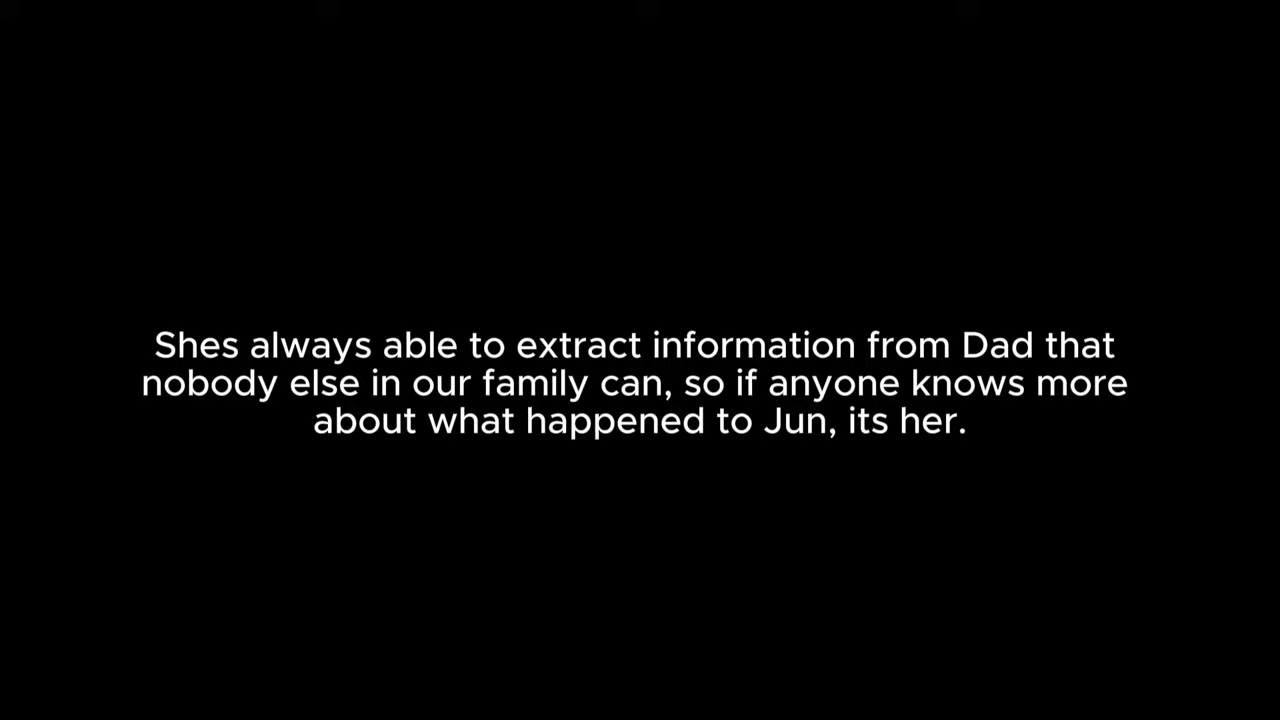 Shes always able to extract information from Dad that
nobody else in our family can, so if anyone knows more
about what happened to Jun, its her.